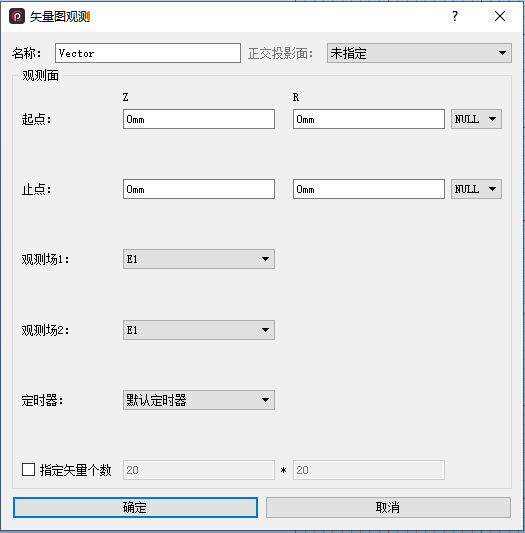 矢量图观测 ?
名称: Vector 正交投影面: 未指定
观测面
Z R
起点: 0mm 0mm NULL
止点: 0mm 0mm NULL
观测场1: E1
观测场2: E1
定时器: 默认定时器
指定矢量个数 20 * 20
确定 取消